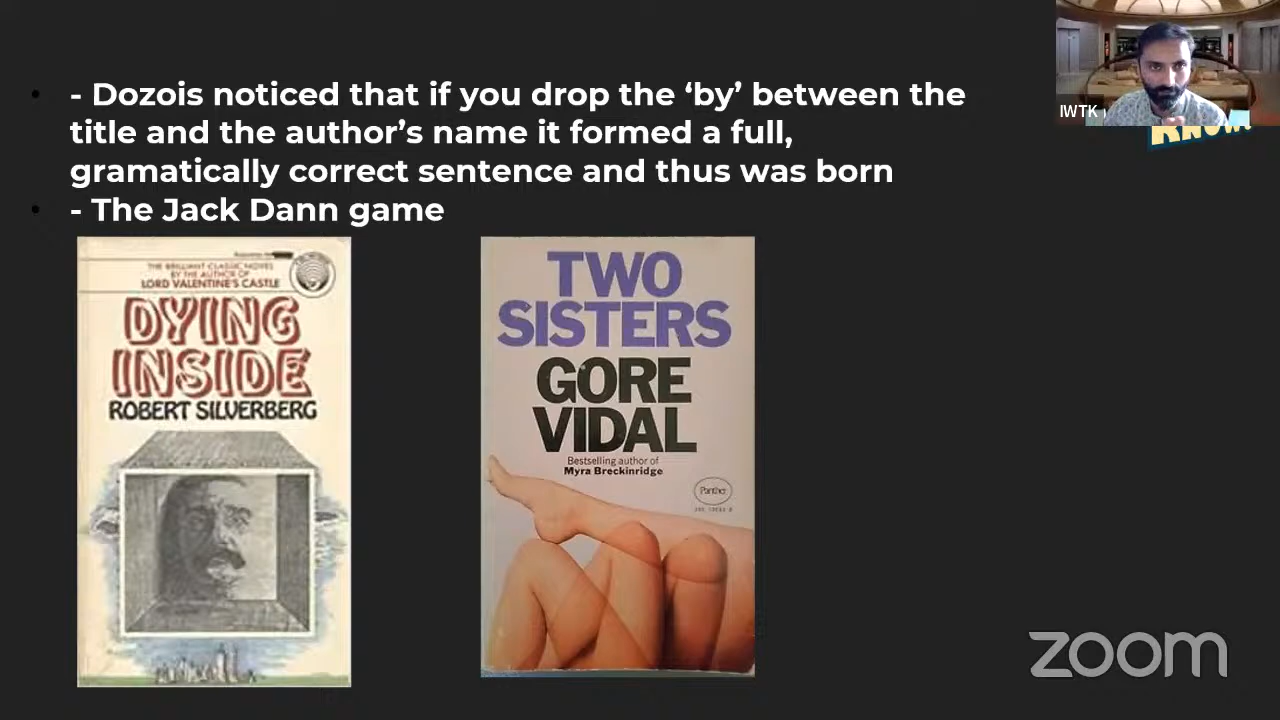 - Dozois noticed that if you drop the ‘by’ between the
title and the author’s name it formed a full,
gramatically correct sentence and thus was born
- The Jack Dann game
THE BRILLIANT CLASSIC NOVEL
BY THE AUTHOR OF
LORD VALENTINE'S CASTLE
DYING
INSIDE
ROBERT SILVERBERG
TWO
SISTERS
GORE
VIDAL
Bestselling author of
Myra Breckinridge
Panther
IWTK
KNOW!
zoom